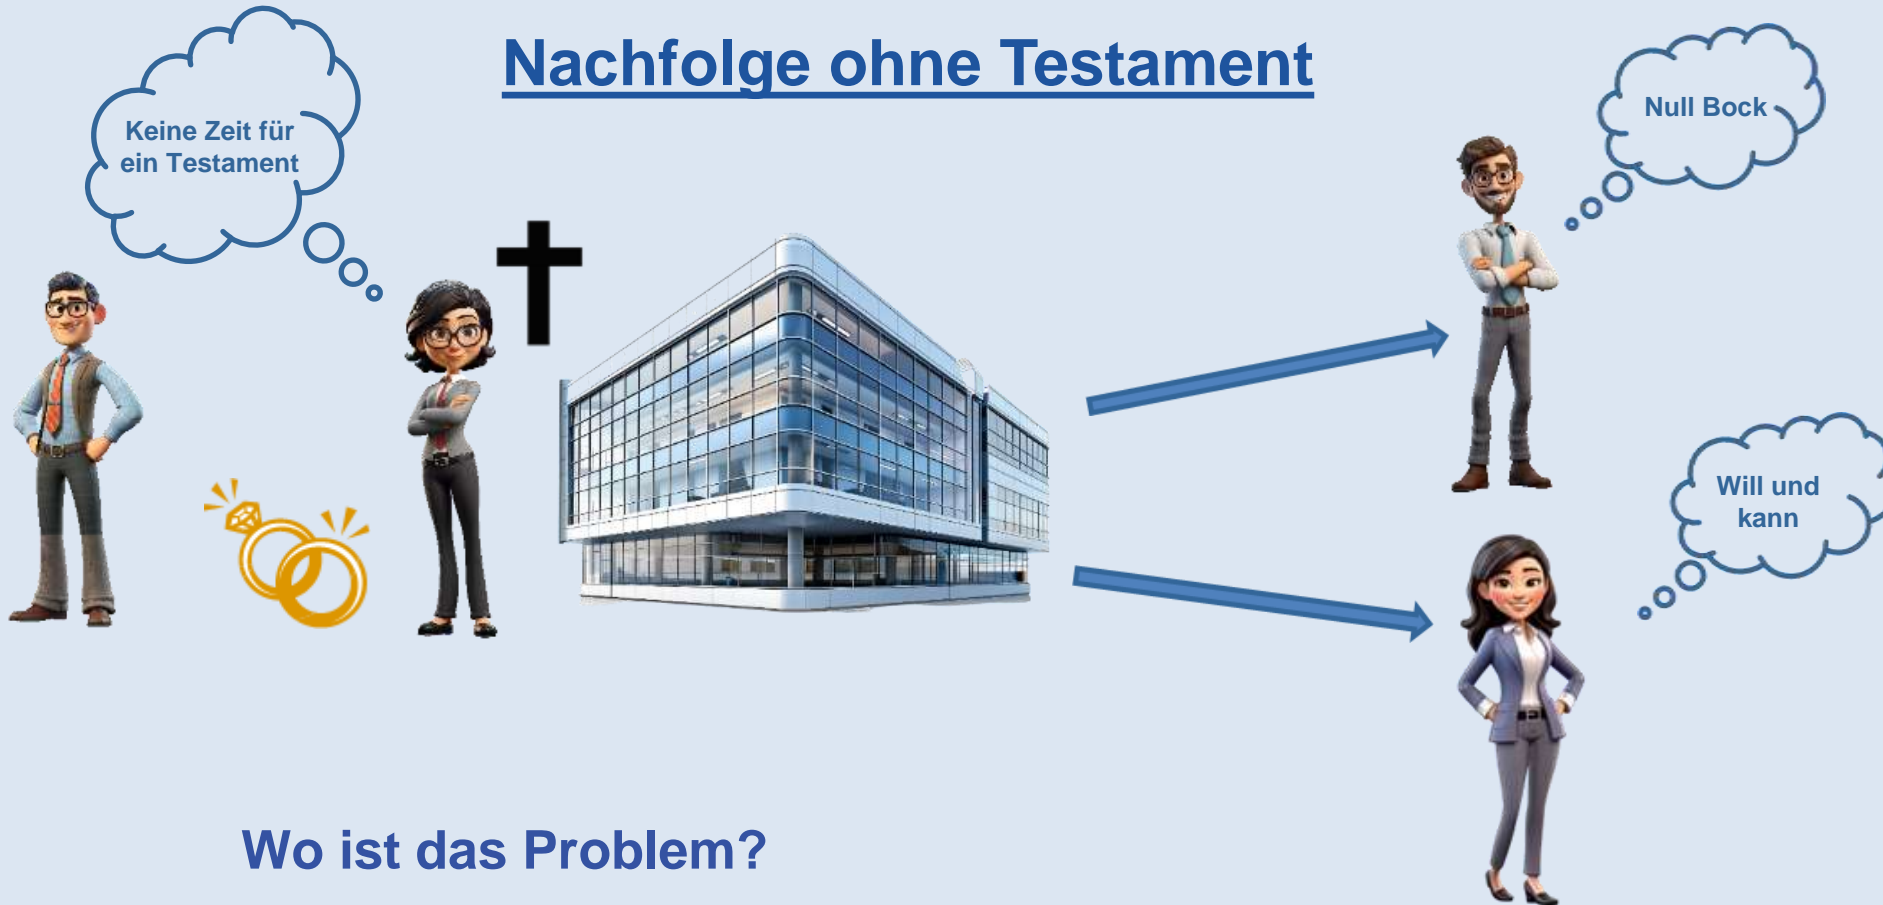 Nachfolge ohne Testament
Keine Zeit für
ein Testament
Null Bock
Will und
kann
Wo ist das Problem?